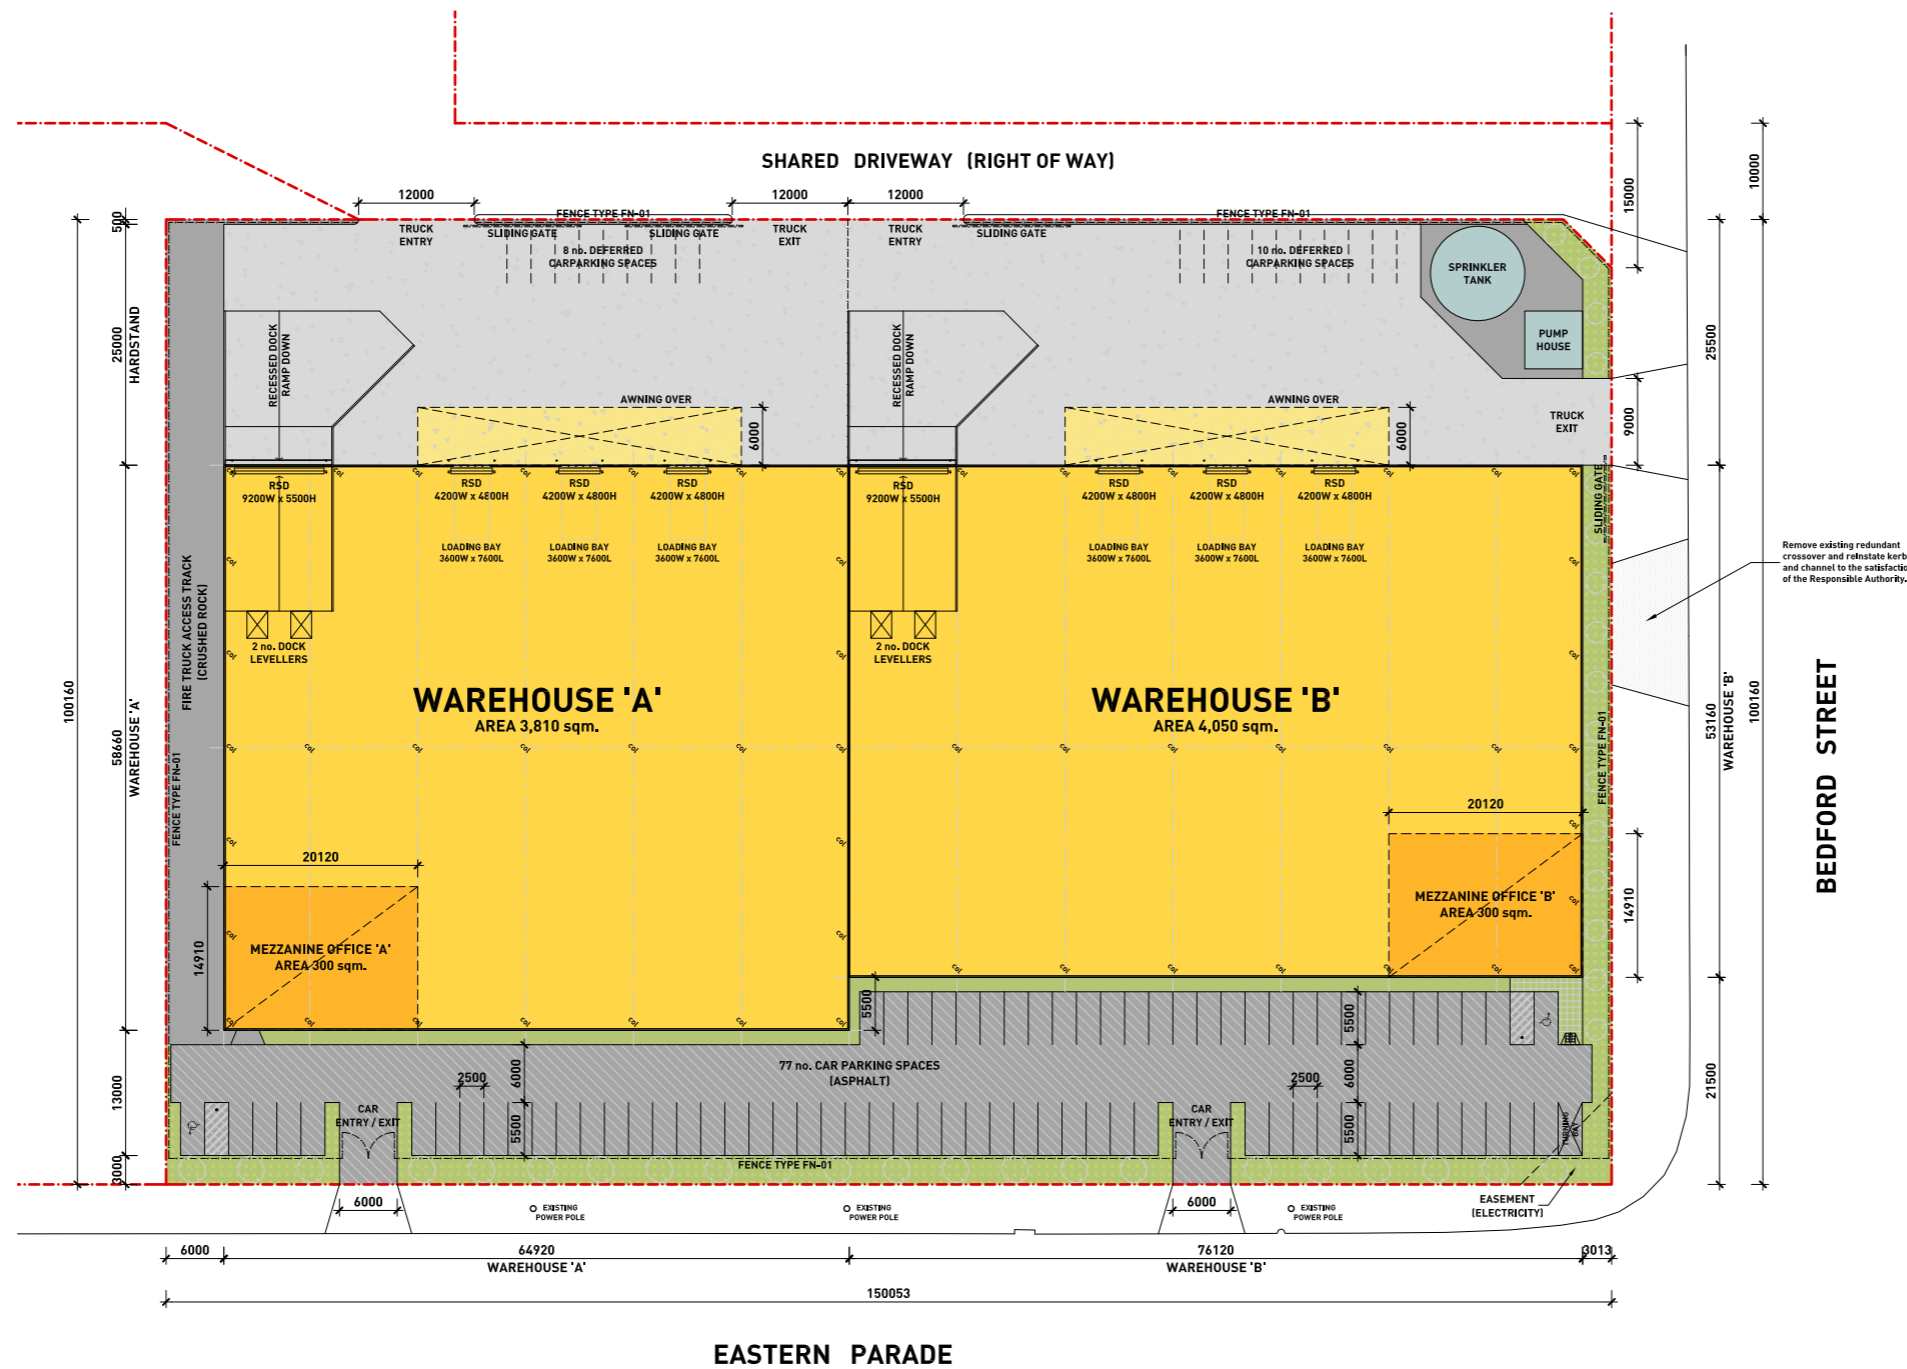 SHARED DRIVEWAY (RIGHT OF WAY)
12000
12000
12000
15000
10000
500
FENCE TYPE FN-01
FENCE TYPE FN-01
TRUCK
ENTRY
SLIDING GATE
SLIDING GATE
TRUCK
EXIT
TRUCK
ENTRY
SLIDING GATE
8 no. DEFERRED
CARPARKING SPACES
10 no. DEFERRED
CARPARKING SPACES
SPRINKLER
TANK
PUMP
HOUSE
25000
HARDSTAND
RECESSED DOCK
RAMP DOWN
RECESSED DOCK
RAMP DOWN
25500
AWNING OVER
6000
AWNING OVER
6000
TRUCK
EXIT
9000
RSD
9200W x 5500H
RSD
4200W x 4800H
RSD
4200W x 4800H
RSD
4200W x 4800H
RSD
9200W x 5500H
RSD
4200W x 4800H
RSD
4200W x 4800H
RSD
4200W x 4800H
SLIDING GATE
LOADING BAY
3600W x 7600L
LOADING BAY
3600W x 7600L
LOADING BAY
3600W x 7600L
LOADING BAY
3600W x 7600L
LOADING BAY
3600W x 7600L
LOADING BAY
3600W x 7600L
Remove existing redundant
crossover and reinstate kerb
and channel to the satisfactio
of the Responsible Authority.
FIRE TRUCK ACCESS TRACK
(CRUSHED ROCK)
2 no. DOCK
LEVELLERS
2 no. DOCK
LEVELLERS
100160
58660
WAREHOUSE 'A'
WAREHOUSE 'A'
AREA 3,810 sqm.
WAREHOUSE 'B'
AREA 4,050 sqm.
53160
WAREHOUSE 'B'
100160
BEDFORD STREET
FENCE TYPE FN-01
FENCE TYPE FN-01
20120
20120
14910
14910
MEZZANINE OFFICE 'A'
AREA 300 sqm.
MEZZANINE OFFICE 'B'
AREA 300 sqm.
5500
5500
13000
2500
6000
77 no. CAR PARKING SPACES
(ASPHALT)
2500
6000
21500
CAR
ENTRY / EXIT
5500
CAR
ENTRY / EXIT
5500
TURNING
BAY
3000
FENCE TYPE FN-01
6000
EXISTING
POWER POLE
EXISTING
POWER POLE
6000
EXISTING
POWER POLE
EASEMENT
(ELECTRICITY)
6000
64920
WAREHOUSE 'A'
76120
WAREHOUSE 'B'
3013
150053
EASTERN PARADE